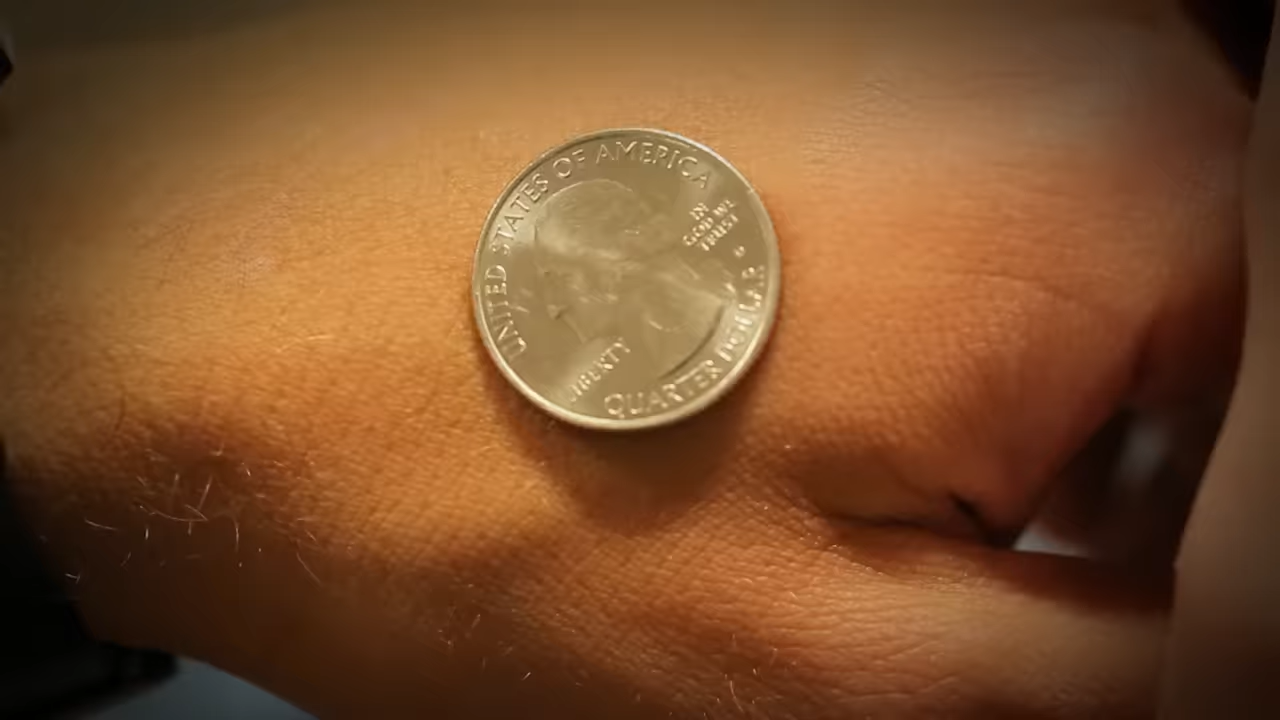 UNITED STATES OF AMERICA
IN
GOD WE
TRUST
LIBERTY
QUARTER DOLLAR